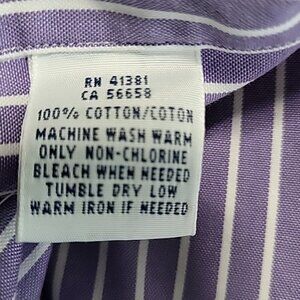 RN 41381
CA 56658
100% COTTON/COTON
MACHINE WASH WARM
ONLY NON-CHLORINE
BLEACH WHEN NEEDED
TUMBLE DRY LOW
WARM IRON IF NEEDED